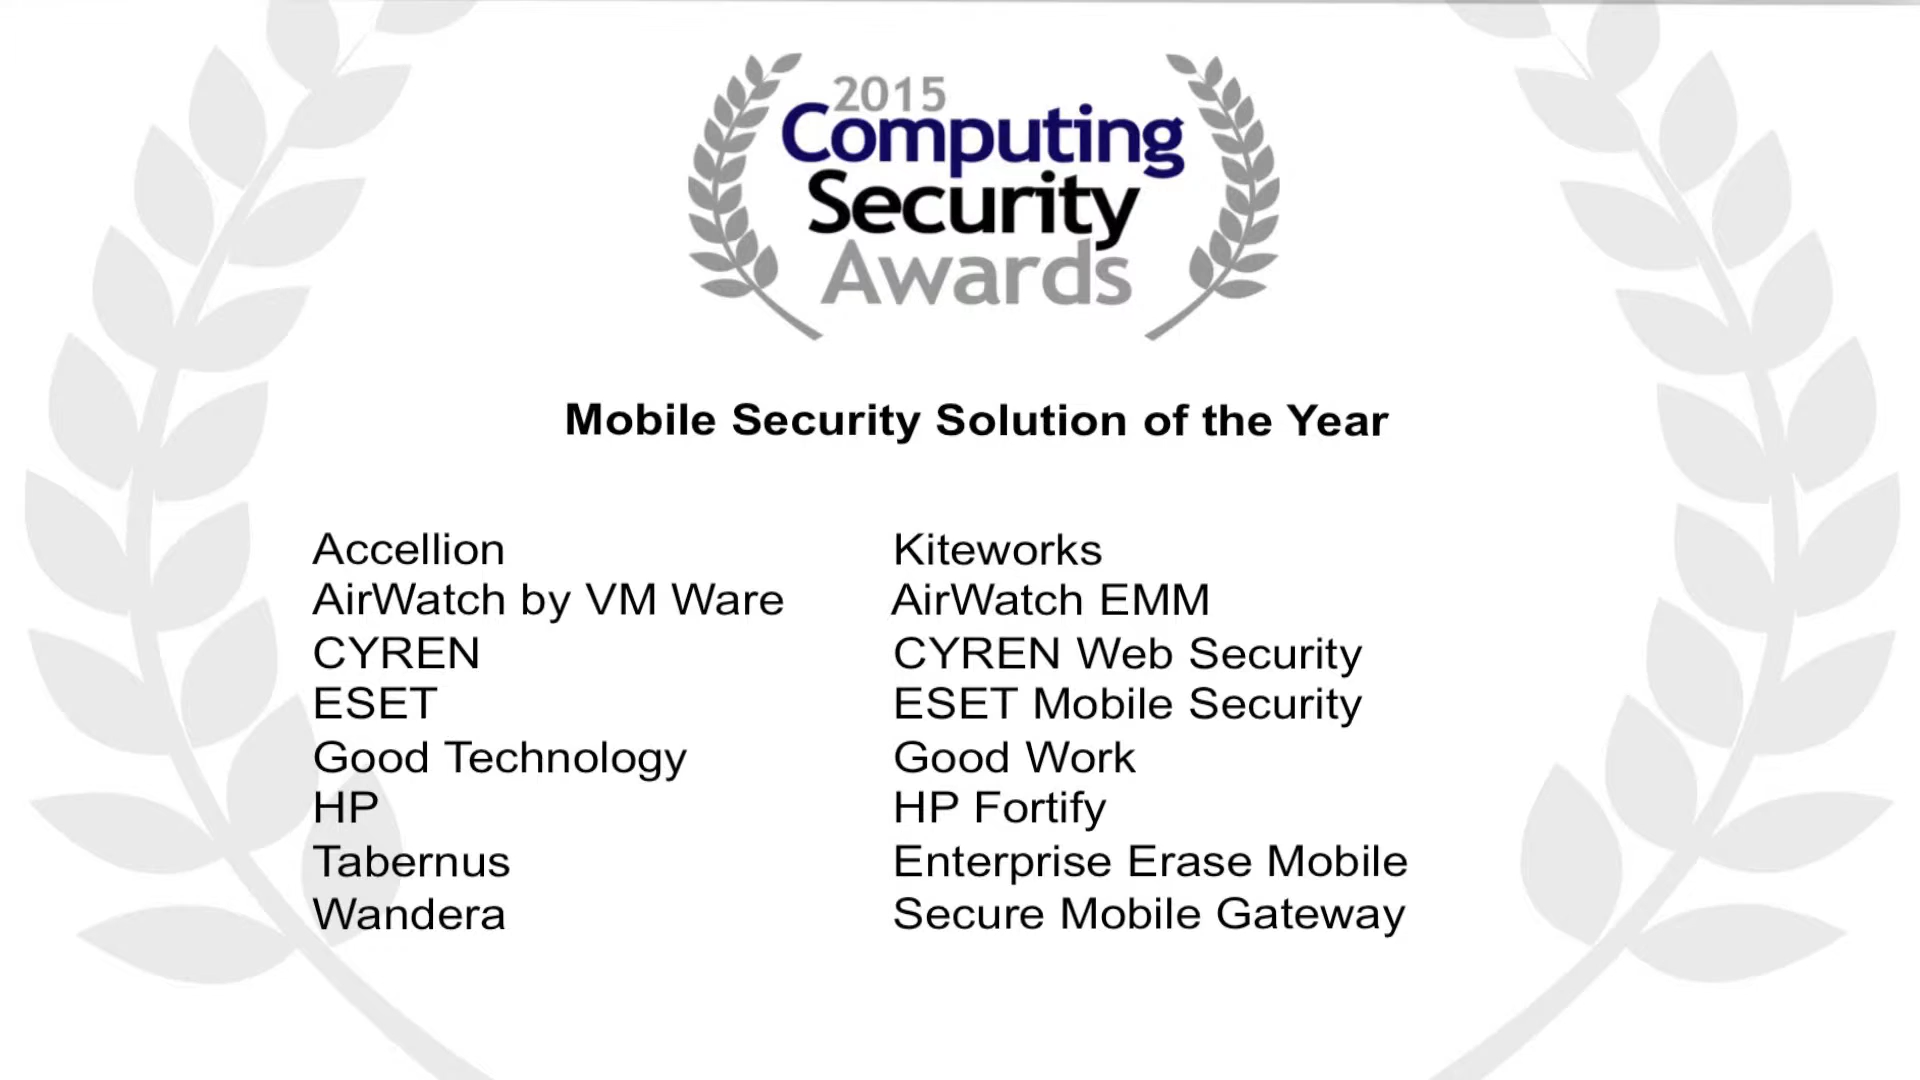 2015
Computing
Security
Awards
Mobile Security Solution of the Year
Accellion Kiteworks
AirWatch by VM Ware AirWatch EMM
CYREN CYREN Web Security
ESET ESET Mobile Security
Good Technology Good Work
HP HP Fortify
Tabernus Enterprise Erase Mobile
Wandera Secure Mobile Gateway